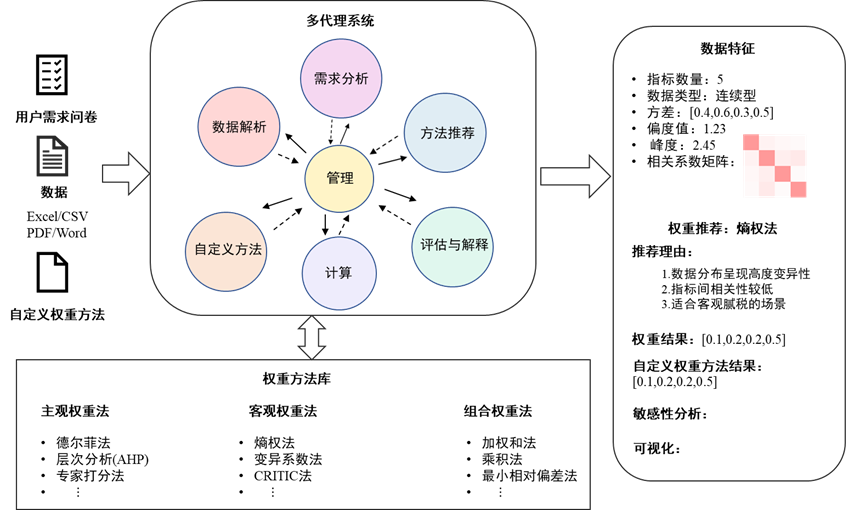 用户需求问卷
数据
Excel/CSV
PDF/Word
自定义权重方法
多代理系统
需求分析
数据解析
方法推荐
管理
自定义方法
评估与解释
计算
权重方法库
主观权重法
• 德尔菲法
• 层次分析(AHP)
• 专家打分法
• ⋮
客观权重法
• 熵权法
• 变异系数法
• CRITIC法
• ⋮
组合权重法
• 加权和法
• 乘积法
• 最小相对偏差法
• ⋮
数据特征
• 指标数量：5
• 数据类型：连续型
• 方差：[0.4,0.6,0.3,0.5]
• 偏度值：1.23
• 峰度：2.45
• 相关系数矩阵：
权重推荐：熵权法
推荐理由：
1.数据分布呈现高度变异性
2.指标间相关性较低
3.适合客观腻税的场景
权重结果：[0.1,0.2,0.2,0.5]
自定义权重方法结果：
[0.1,0.2,0.2,0.5]
敏感性分析：
可视化：